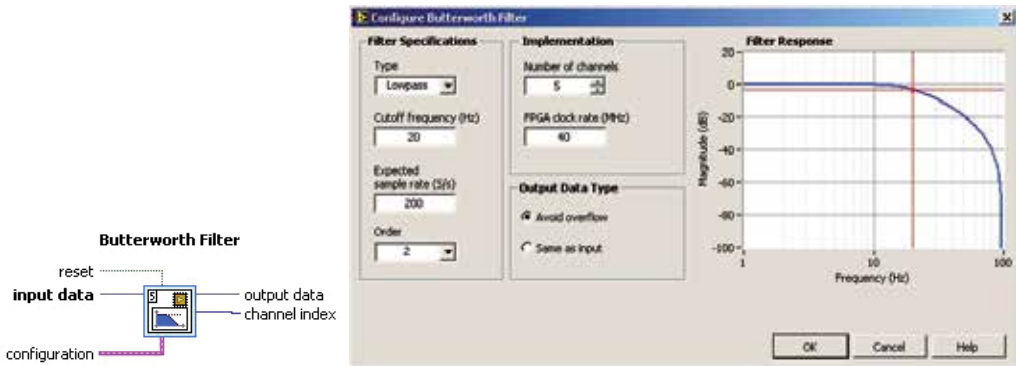 Butterworth Filter
reset
input data
configuration
5
output data
channel index
Configure Butterworth Filter
Filter Specifications
Type
Lowpass
Cutoff frequency (Hz)
20
Expected
sample rate (S/s)
200
Order
2
Implementation
Number of channels
5
FPGA clock rate (MHz)
40
Output Data Type
Avoid overflow
Same as input
Filter Response
Magnitude (dB)
20
0
-20
-40
-60
-80
-100
1
10
100
Frequency (Hz)
OK
Cancel
Help